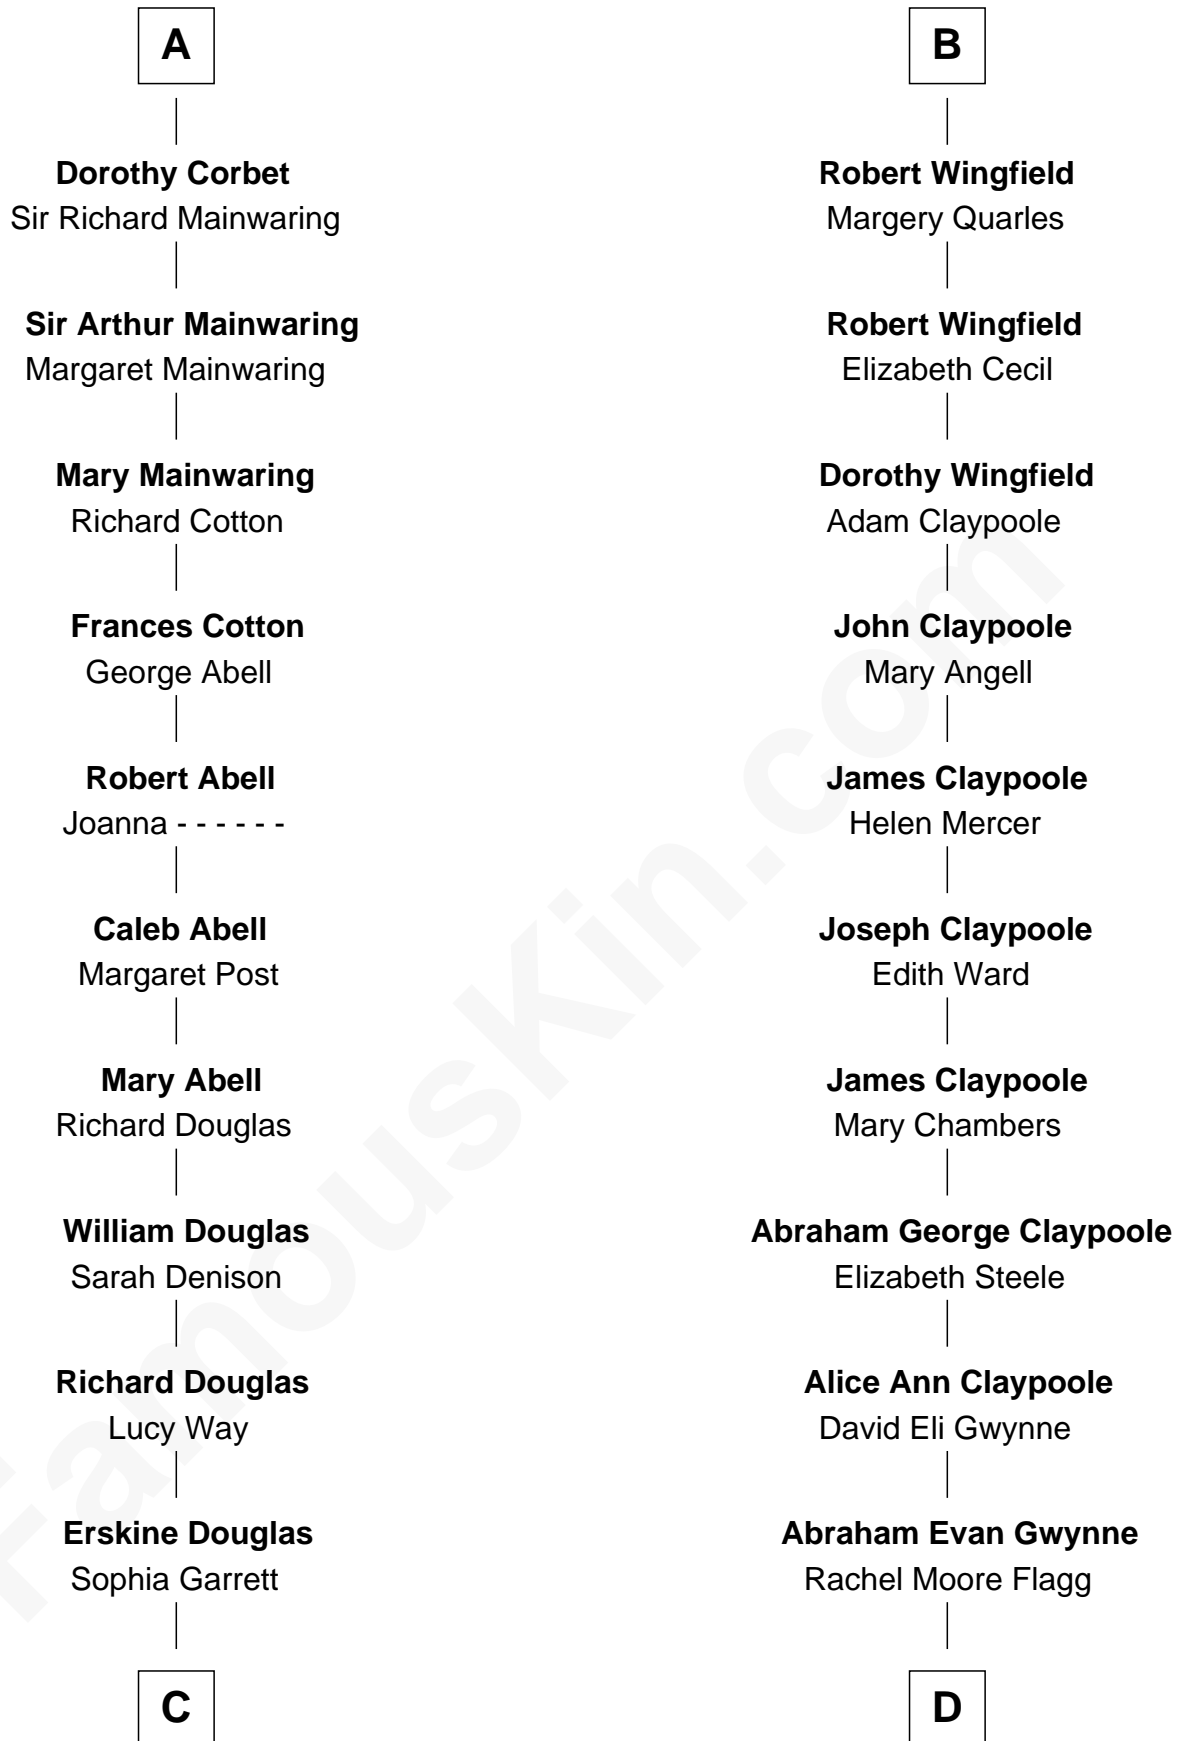 A
Dorothy Corbet
Sir Richard Mainwaring
Sir Arthur Mainwaring
Margaret Mainwaring
Mary Mainwaring
Richard Cotton
Frances Cotton
George Abell
Robert Abell
Joanna - - - - - -
Caleb Abell
Margaret Post
Mary Abell
Richard Douglas
William Douglas
Sarah Denison
Richard Douglas
Lucy Way
Erskine Douglas
Sophia Garrett
C
B
Robert Wingfield
Margery Quarles
Robert Wingfield
Elizabeth Cecil
Dorothy Wingfield
Adam Claypoole
John Claypoole
Mary Angell
James Claypoole
Helen Mercer
Joseph Claypoole
Edith Ward
James Claypoole
Mary Chambers
Abraham George Claypoole
Elizabeth Steele
Alice Ann Claypoole
David Eli Gwynne
Abraham Evan Gwynne
Rachel Moore Flagg
D
FamousKin.com